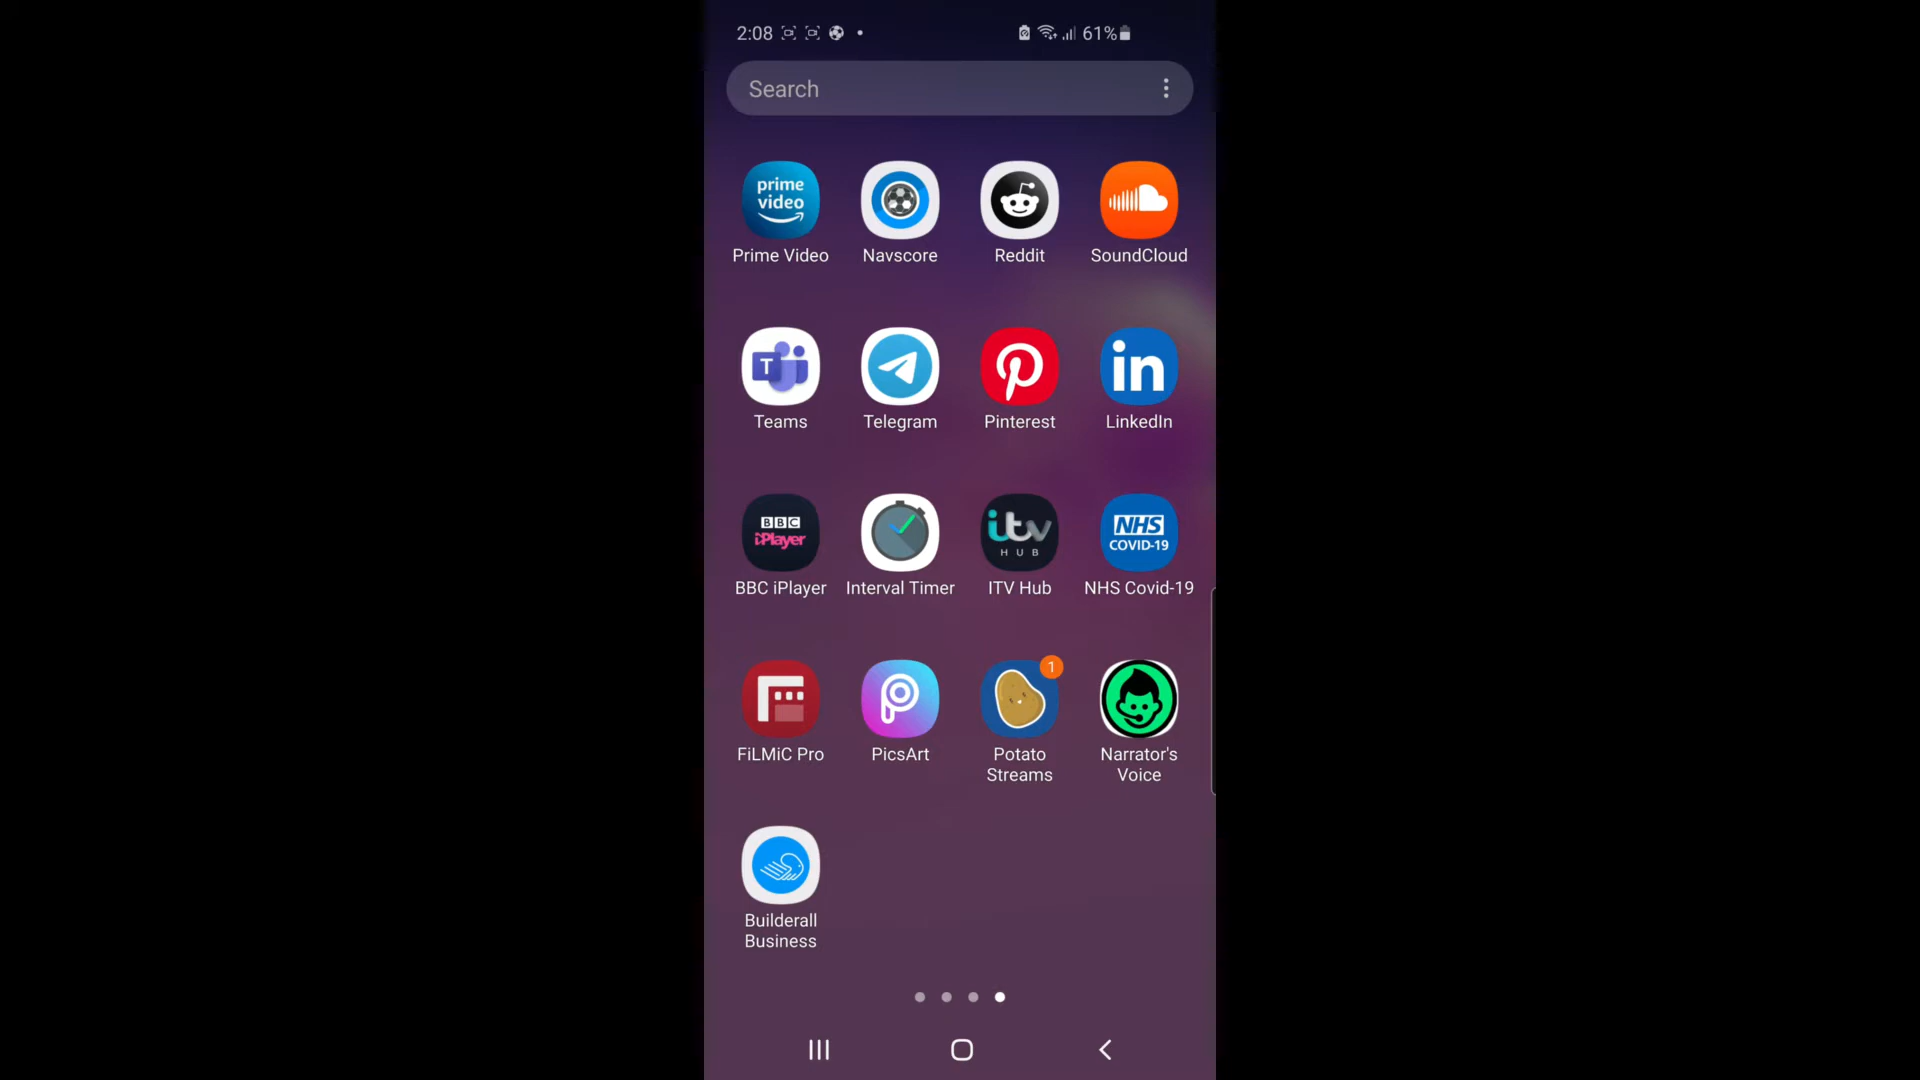 2:08
61%
Search
prime
video
Prime Video
Navscore
Reddit
SoundCloud
T
in
Teams
Telegram
Pinterest
LinkedIn
BBC
iPlayer
itv
HUB
NHS
COVID-19
BBC iPlayer
Interval Timer
ITV Hub
NHS Covid-19
1
FiLMiC Pro
PicsArt
Potato
Streams
Narrator's
Voice
Builderall
Business